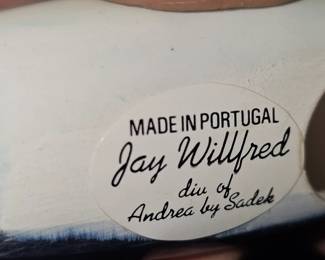 MADE IN PORTUGAL
Jay Willfred
div of
Andrea by Sadek